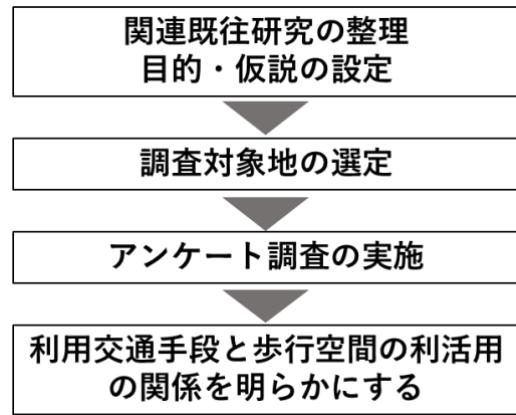 関連既往研究の整理
目的・仮説の設定
調査対象地の選定
アンケート調査の実施
利用交通手段と歩行空間の利活用
の関係を明らかにする